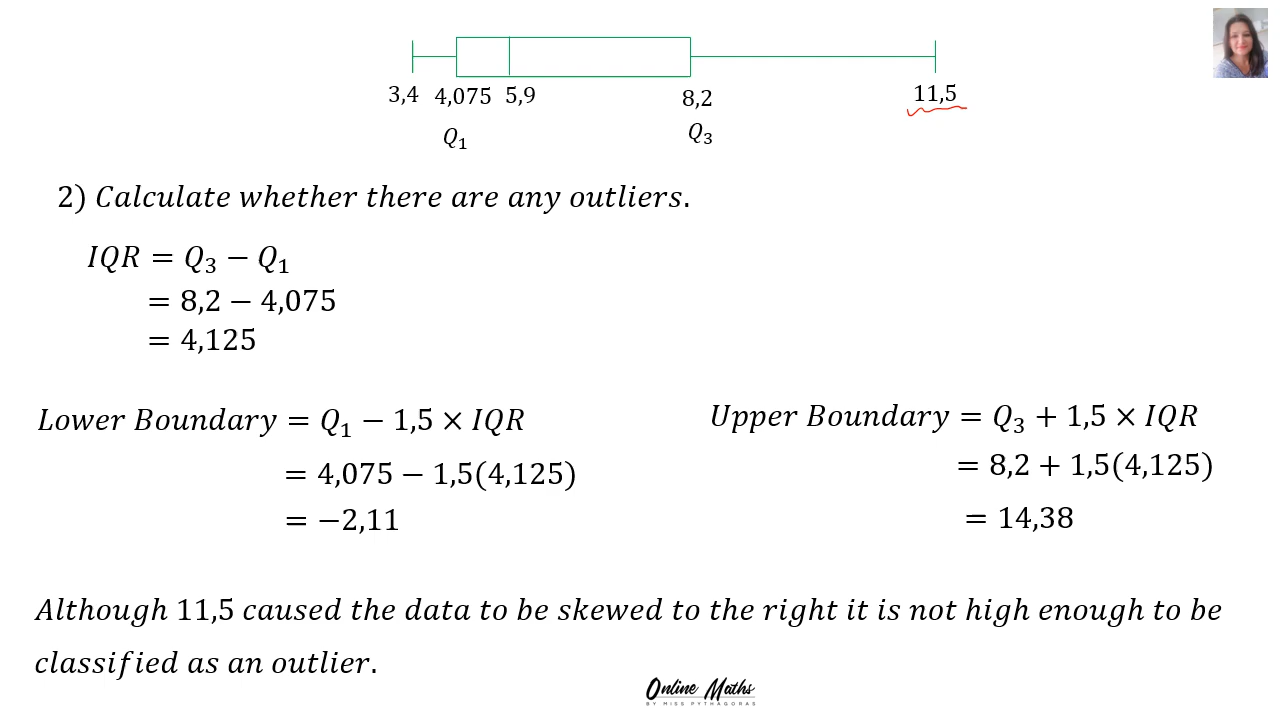 3,4 4,075 5,9 8,2 11,5
Q₁ Q₃
2) Calculate whether there are any outliers.
IQR = Q₃ − Q₁
= 8,2 − 4,075
= 4,125
Lower Boundary = Q₁ − 1,5 × IQR
= 4,075 − 1,5(4,125)
= −2,11
Upper Boundary = Q₃ + 1,5 × IQR
= 8,2 + 1,5(4,125)
= 14,38
Although 11,5 caused the data to be skewed to the right it is not high enough to be
classified as an outlier.
Online Maths
BY MISS PYTHAGORAS